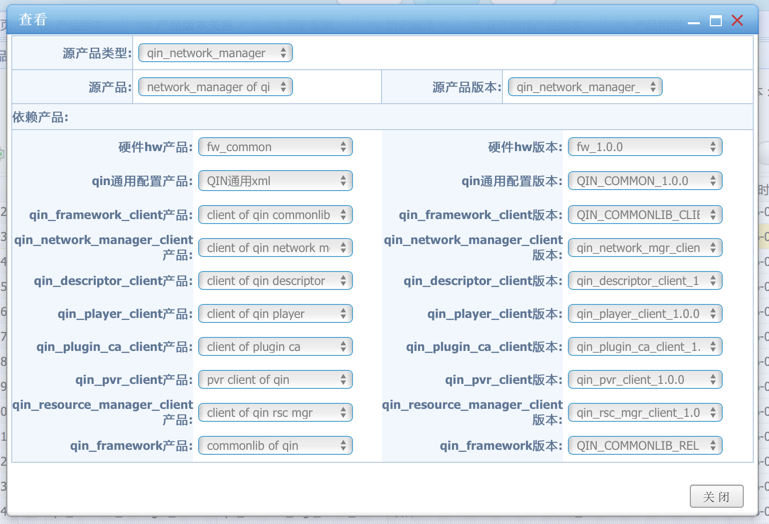 查看
源产品类型: qin_network_manager
源产品: network_manager of qi 源产品版本: qin_network_manager_
依赖产品:
硬件hw产品: fw_common 硬件hw版本: fw_1.0.0
qin通用配置产品: QIN通用xml qin通用配置版本: QIN_COMMON_1.0.0
qin_framework_client产品: client of qin commonlib qin_framework_client版本: QIN_COMMONLIB_CLIE
qin_network_manager_client产品: client of qin network m qin_network_manager_client版本: qin_network_mgr_clien
qin_descriptor_client产品: client of qin descriptor qin_descriptor_client版本: qin_descriptor_client_1
qin_player_client产品: client of qin player qin_player_client版本: qin_player_client_1.0.0
qin_plugin_ca_client产品: client of plugin ca qin_plugin_ca_client版本: qin_plugin_ca_client_1.
qin_pvr_client产品: pvr client of qin qin_pvr_client版本: qin_pvr_client_1.0.0
qin_resource_manager_client产品: client of qin rsc mgr qin_resource_manager_client版本: qin_rsc_mgr_client_1.0
qin_framework产品: commonlib of qin qin_framework版本: QIN_COMMONLIB_REL
关 闭